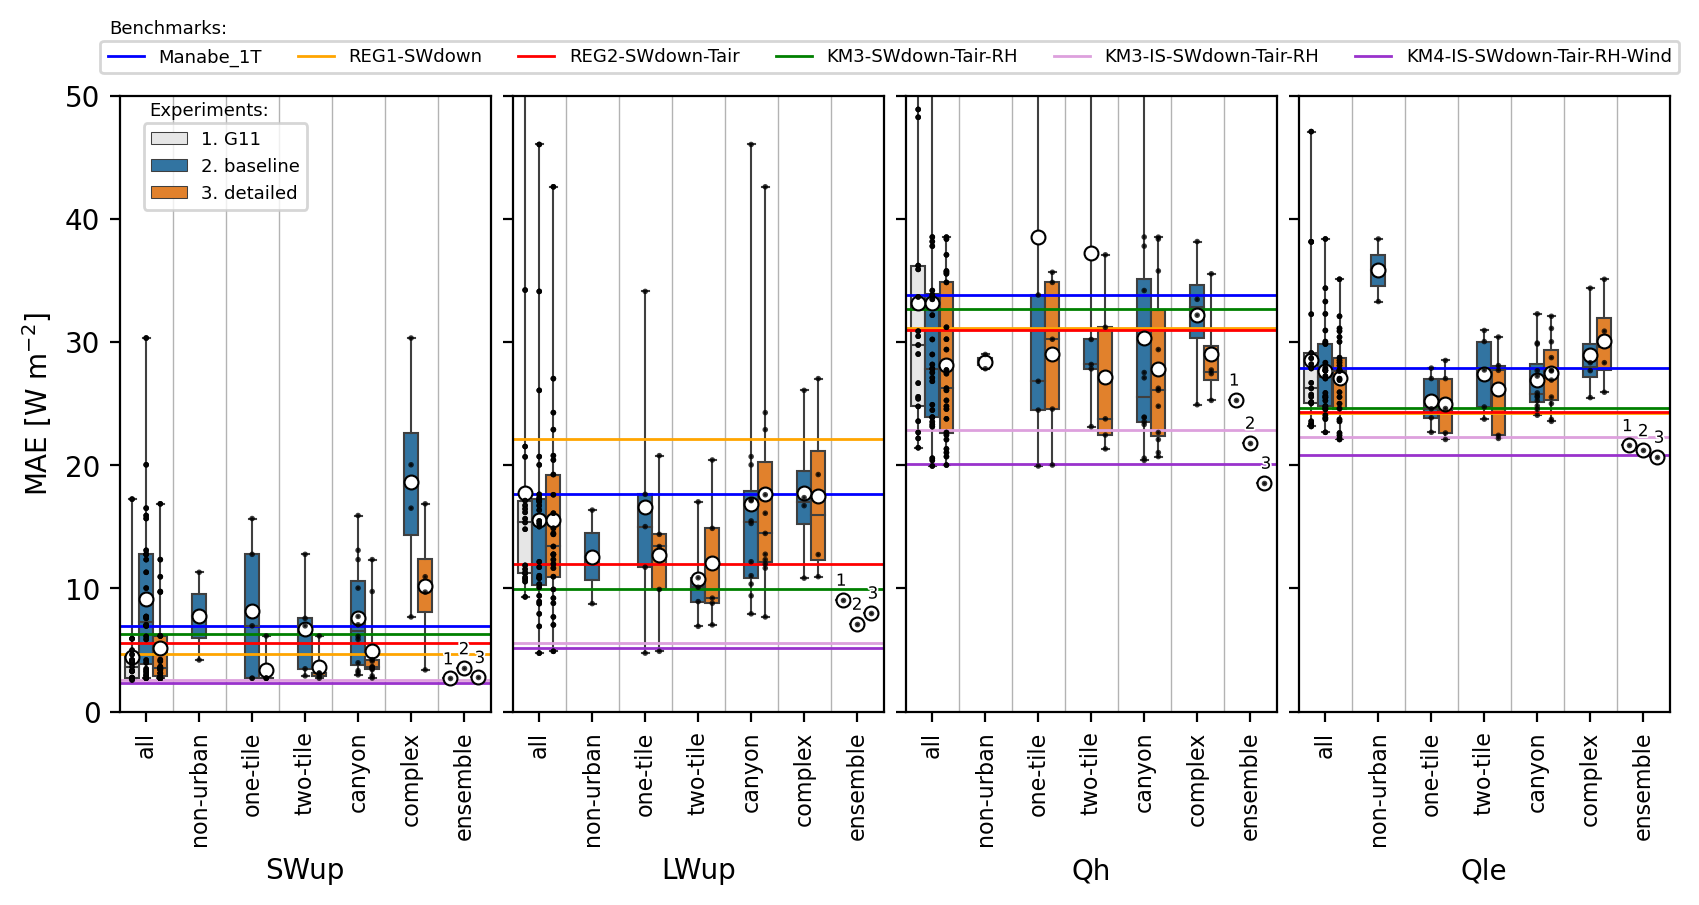 Benchmarks:
Manabe_1T REG1-SWdown REG2-SWdown-Tair KM3-SWdown-Tair-RH KM3-IS-SWdown-Tair-RH KM4-IS-SWdown-Tair-RH-Wind
Experiments:
1. G11
2. baseline
3. detailed
MAE [W m⁻²]
50
40
30
20
10
0
1 2 3
1 2 3
1 2 3
1 2 3
all non-urban one-tile two-tile canyon complex ensemble
all non-urban one-tile two-tile canyon complex ensemble
all non-urban one-tile two-tile canyon complex ensemble
all non-urban one-tile two-tile canyon complex ensemble
SWup LWup Qh Qle